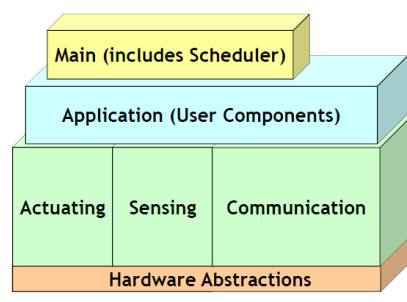 Main (includes Scheduler)
Application (User Components)
Actuating
Sensing
Communication
Hardware Abstractions